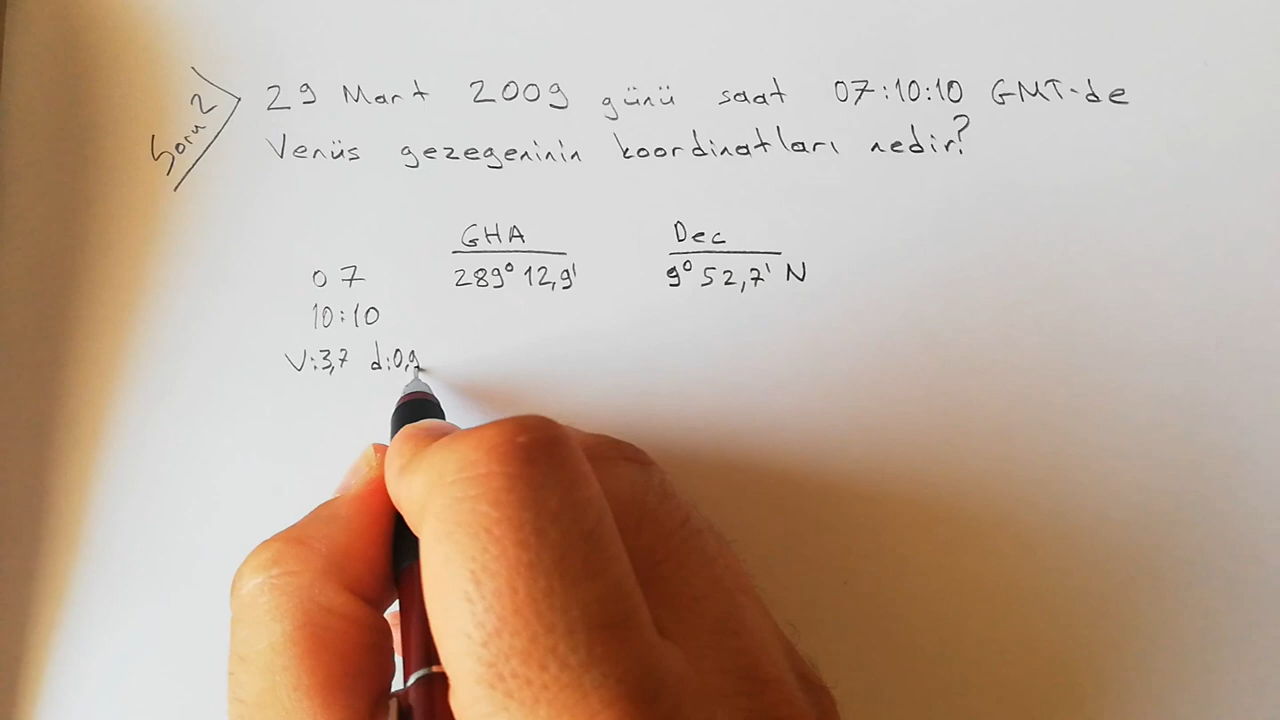 Soru 2
29 Mart 2009 günü saat 07:10:10 GMT-de
Venüs gezegeninin koordinatları nedir?
GHA Dec
07 289° 12,9' 9° 52,7' N
10:10
V:3,7 d:0,9